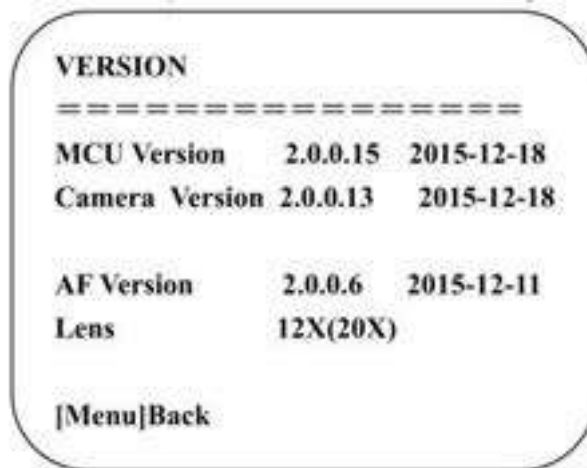 VERSION
=================
MCU Version 2.0.0.15 2015-12-18
Camera Version 2.0.0.13 2015-12-18
AF Version 2.0.0.6 2015-12-11
Lens 12X(20X)
[Menu]Back